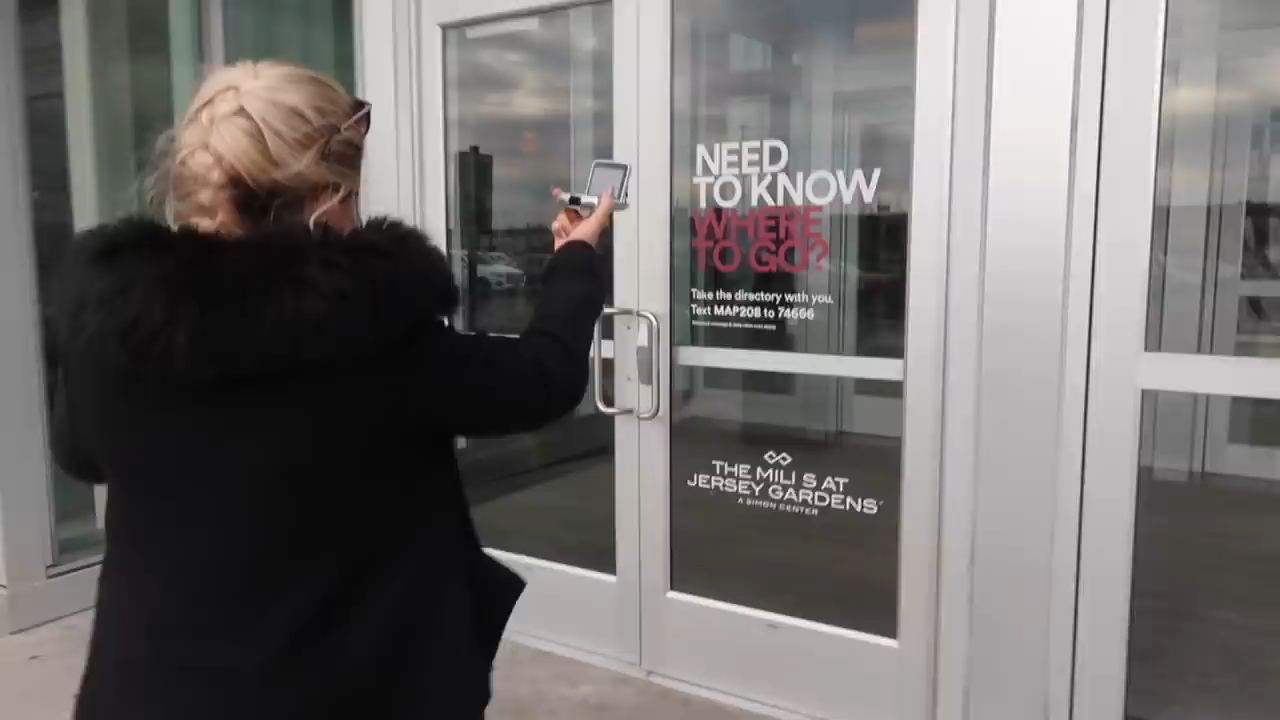 NEED
TO KNOW
WHERE
TO GO?
Take the directory with you.
Text MAP208 to 74666
THE MILLS AT
JERSEY GARDENS
A SIMON CENTER